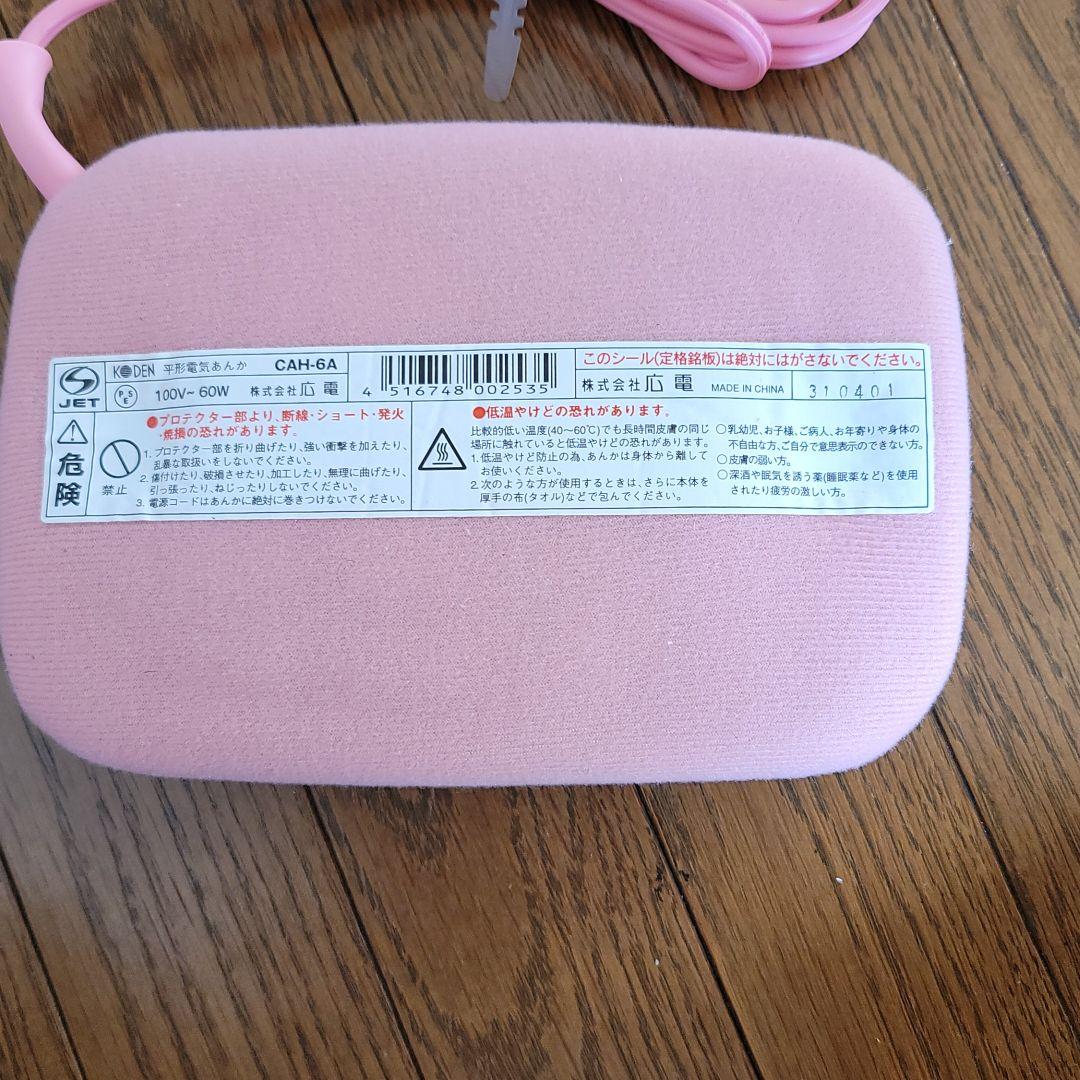 JET
KODEN 平形電気あんか CAH-6A
PSE 100V~60W 株式会社 広電
4 516748 002535
このシール(定格銘板)は絶対にはがさないでください。
株式会社 広電 MADE IN CHINA 310401
危険
禁止
●プロテクター部より、断線・ショート・発火
・焼損の恐れがあります。
1. プロテクター部を折り曲げたり、強い衝撃を加えたり、
乱暴な取扱いをしないでください。
2. 傷付けたり、破損させたり、加工したり、無理に曲げたり、
引っ張ったり、ねじったりしないでください。
3. 電源コードはあんかに絶対に巻きつけないでください。
●低温やけどの恐れがあります。
比較的低い温度(40~60℃)でも長時間皮膚の同じ
場所に触れていると低温やけどの恐れがあります。
1. 低温やけど防止の為、あんかは身体から離して
お使いください。
2. 次のような方が使用するときは、さらに本体を
厚手の布(タオル)などで包んでください。
○乳幼児、お子様、ご病人、お年寄りや身体の
不自由な方、ご自分で意思表示のできない方。
○皮膚の弱い方。
○深酒や眠気を誘う薬(睡眠薬など)を使用
されたり疲労の激しい方。